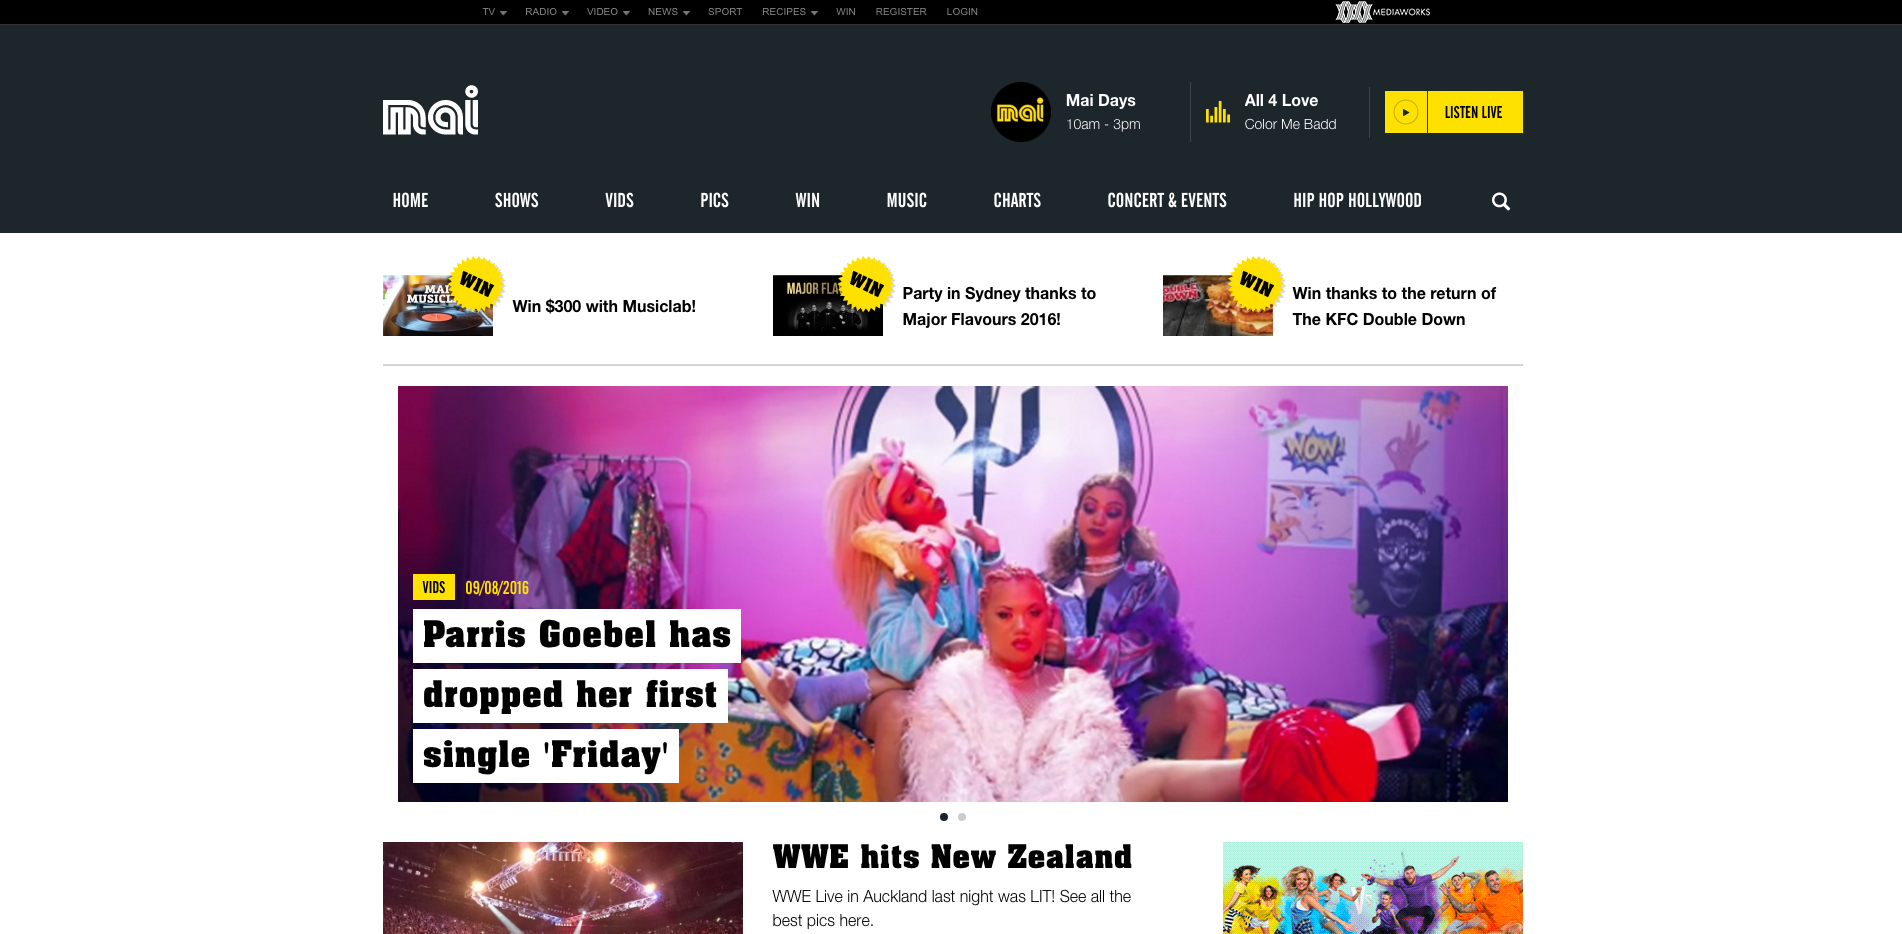 TV RADIO VIDEO NEWS SPORT RECIPES WIN REGISTER LOGIN MEDIAWORKS
mai
mai
Mai Days
10am - 3pm
All 4 Love
Color Me Badd
LISTEN LIVE
HOME SHOWS VIDS PICS WIN MUSIC CHARTS CONCERT & EVENTS HIP HOP HOLLYWOOD
WIN
Win $300 with Musiclab!
MAJOR
WIN
Party in Sydney thanks to
Major Flavours 2016!
DOWN
WIN
Win thanks to the return of
The KFC Double Down
WOW!
VIDS 09/08/2016
Parris Goebel has
dropped her first
single 'Friday'
WWE hits New Zealand
WWE Live in Auckland last night was LIT! See all the
best pics here.